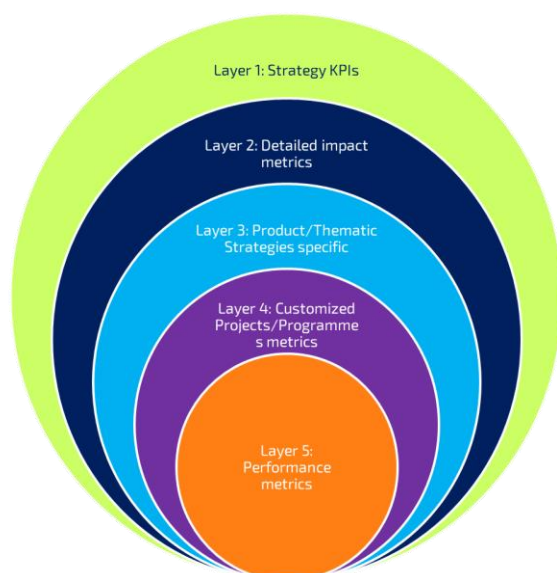 Layer 1: Strategy KPIs
Layer 2: Detailed impact
metrics
Layer 3: Product/Thematic
Strategies specific
Layer 4: Customized
Projects/Programme
s metrics
Layer 5:
Performance
metrics